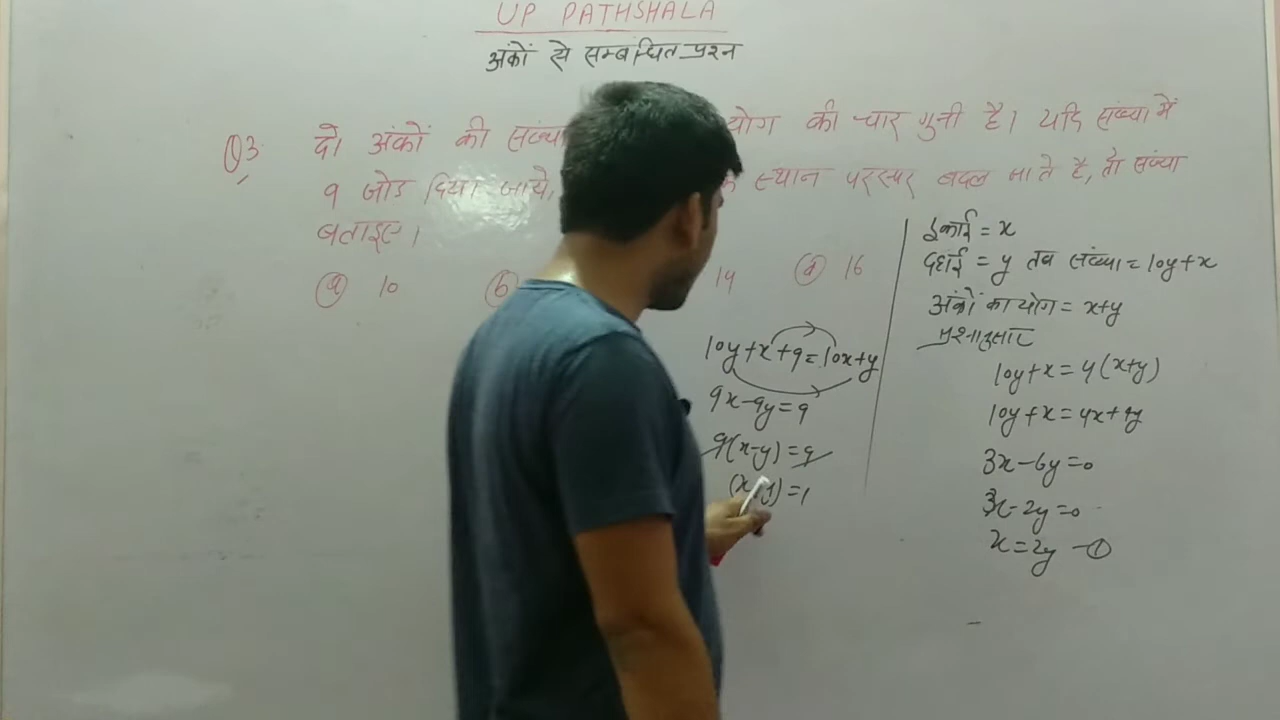 UP PATHSHALA
अंकों से सम्बन्धित प्रश्न
Q3 दो अंकों की संख्या योग की चार गुनी है। यदि संख्या में
9 जोड़ दिया जाये, स्थान परस्पर बदल जाते है, तो संख्या
बताइए।
(a) 10 (b) 14 (d) 16
इकाई = x
दहाई = y तब संख्या = 10y+x
अंकों का योग = x+y
प्रश्नानुसार
10y+x = 4(x+y)
10y+x = 4x+4y
3x-6y=0
x-2y=0
x=2y -①
10y+x+9=10x+y
9x-9y=9
9(x-y)=9
(x-y)=1